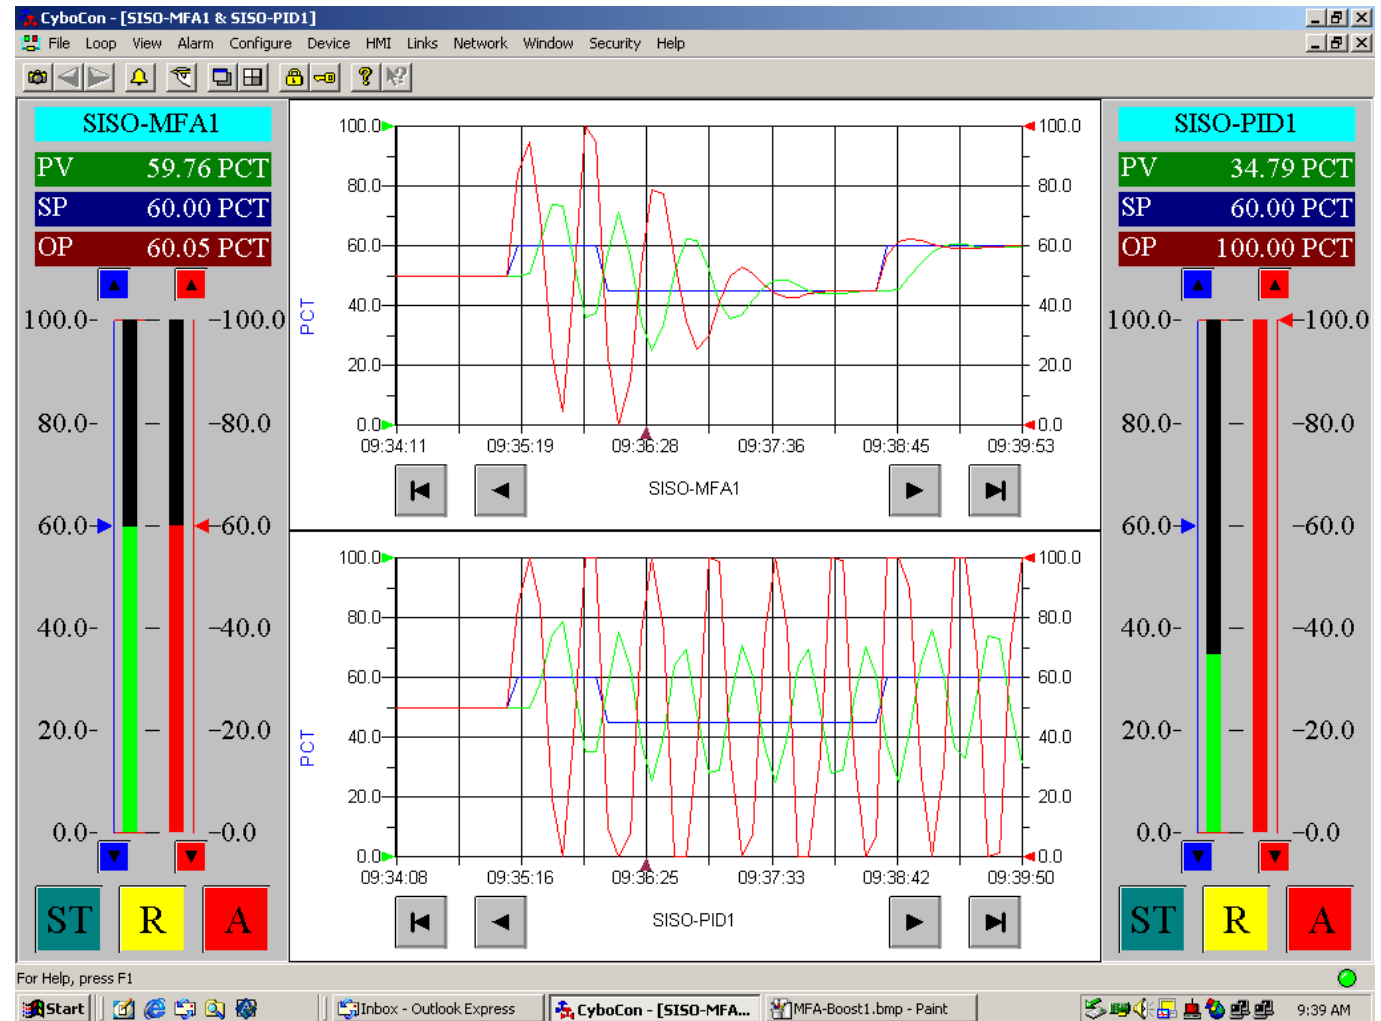 CyboCon - [SISO-MFA1 & SISO-PID1]
File Loop View Alarm Configure Device HMI Links Network Window Security Help
SISO-MFA1
PV 59.76 PCT
SP 60.00 PCT
OP 60.05 PCT
100.0- -100.0
80.0- -80.0
60.0- -60.0
40.0- -40.0
20.0- -20.0
0.0- -0.0
ST R A
100.0 100.0
80.0 80.0
60.0 60.0
40.0 40.0
20.0 20.0
0.0 0.0
PCT
09:34:11 09:35:19 09:36:28 09:37:36 09:38:45 09:39:53
SISO-MFA1
100.0 100.0
80.0 80.0
60.0 60.0
40.0 40.0
20.0 20.0
0.0 0.0
PCT
09:34:08 09:35:16 09:36:25 09:37:33 09:38:42 09:39:50
SISO-PID1
SISO-PID1
PV 34.79 PCT
SP 60.00 PCT
OP 100.00 PCT
100.0- -100.0
80.0- -80.0
60.0- -60.0
40.0- -40.0
20.0- -20.0
0.0- -0.0
ST R A
For Help, press F1
Start Inbox - Outlook Express CyboCon - [SISO-MFA... MFA-Boost1.bmp - Paint 9:39 AM